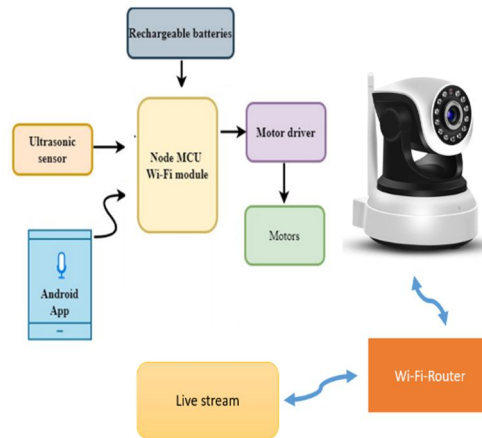 Rechargeable batteries
Ultrasonic
sensor
Node MCU
Wi-Fi module
Motor driver
Motors
Android
App
Wi-Fi-Router
Live stream